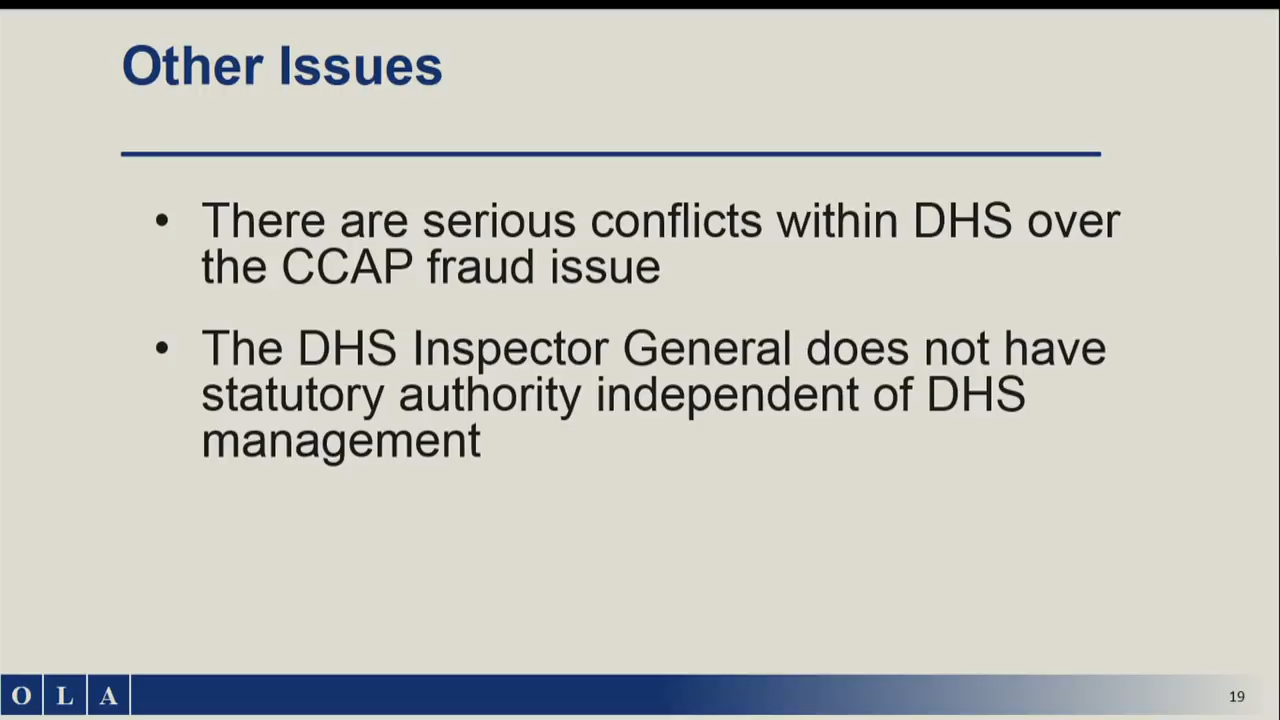 Other Issues
• There are serious conflicts within DHS over
the CCAP fraud issue
• The DHS Inspector General does not have
statutory authority independent of DHS
management
O L A
19